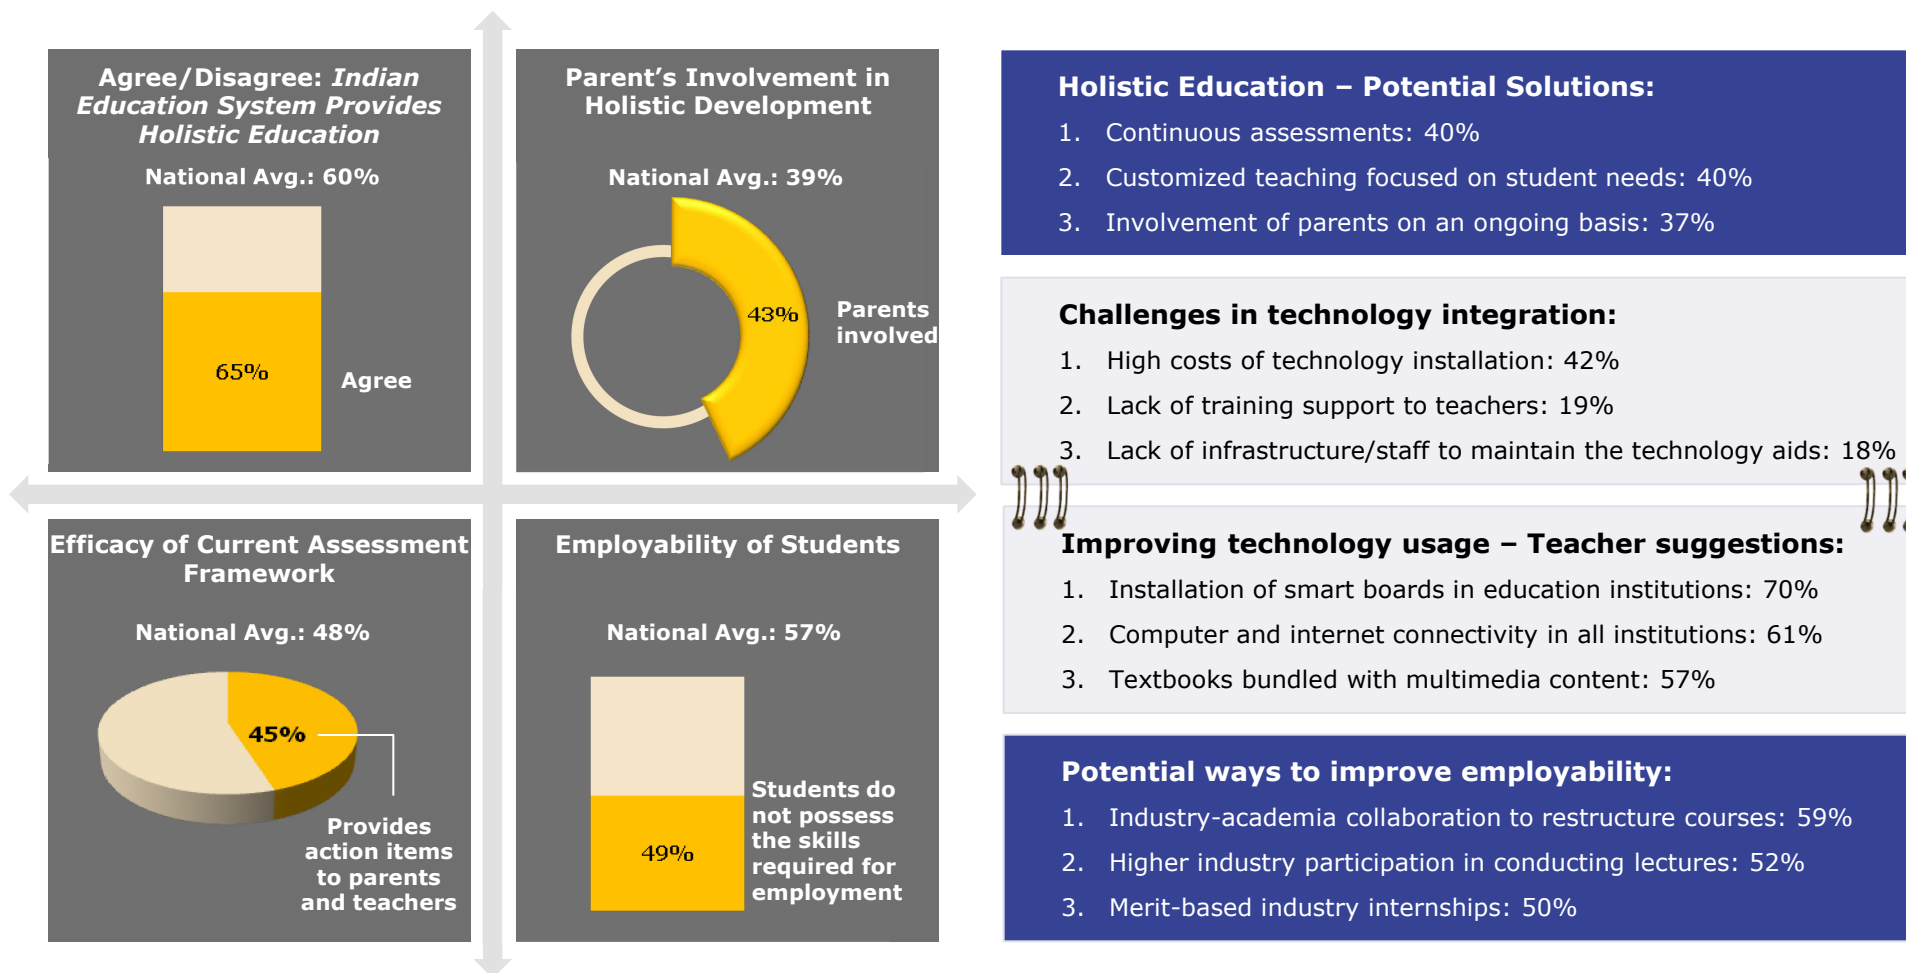 Agree/Disagree: Indian
Education System Provides
Holistic Education
National Avg.: 60%
65%
Agree
Parent's Involvement in
Holistic Development
National Avg.: 39%
43%
Parents
involved
Efficacy of Current Assessment
Framework
National Avg.: 48%
45%
Provides
action items
to parents
and teachers
Employability of Students
National Avg.: 57%
49%
Students do
not possess
the skills
required for
employment
Holistic Education – Potential Solutions:
1. Continuous assessments: 40%
2. Customized teaching focused on student needs: 40%
3. Involvement of parents on an ongoing basis: 37%
Challenges in technology integration:
1. High costs of technology installation: 42%
2. Lack of training support to teachers: 19%
3. Lack of infrastructure/staff to maintain the technology aids: 18%
Improving technology usage – Teacher suggestions:
1. Installation of smart boards in education institutions: 70%
2. Computer and internet connectivity in all institutions: 61%
3. Textbooks bundled with multimedia content: 57%
Potential ways to improve employability:
1. Industry-academia collaboration to restructure courses: 59%
2. Higher industry participation in conducting lectures: 52%
3. Merit-based industry internships: 50%